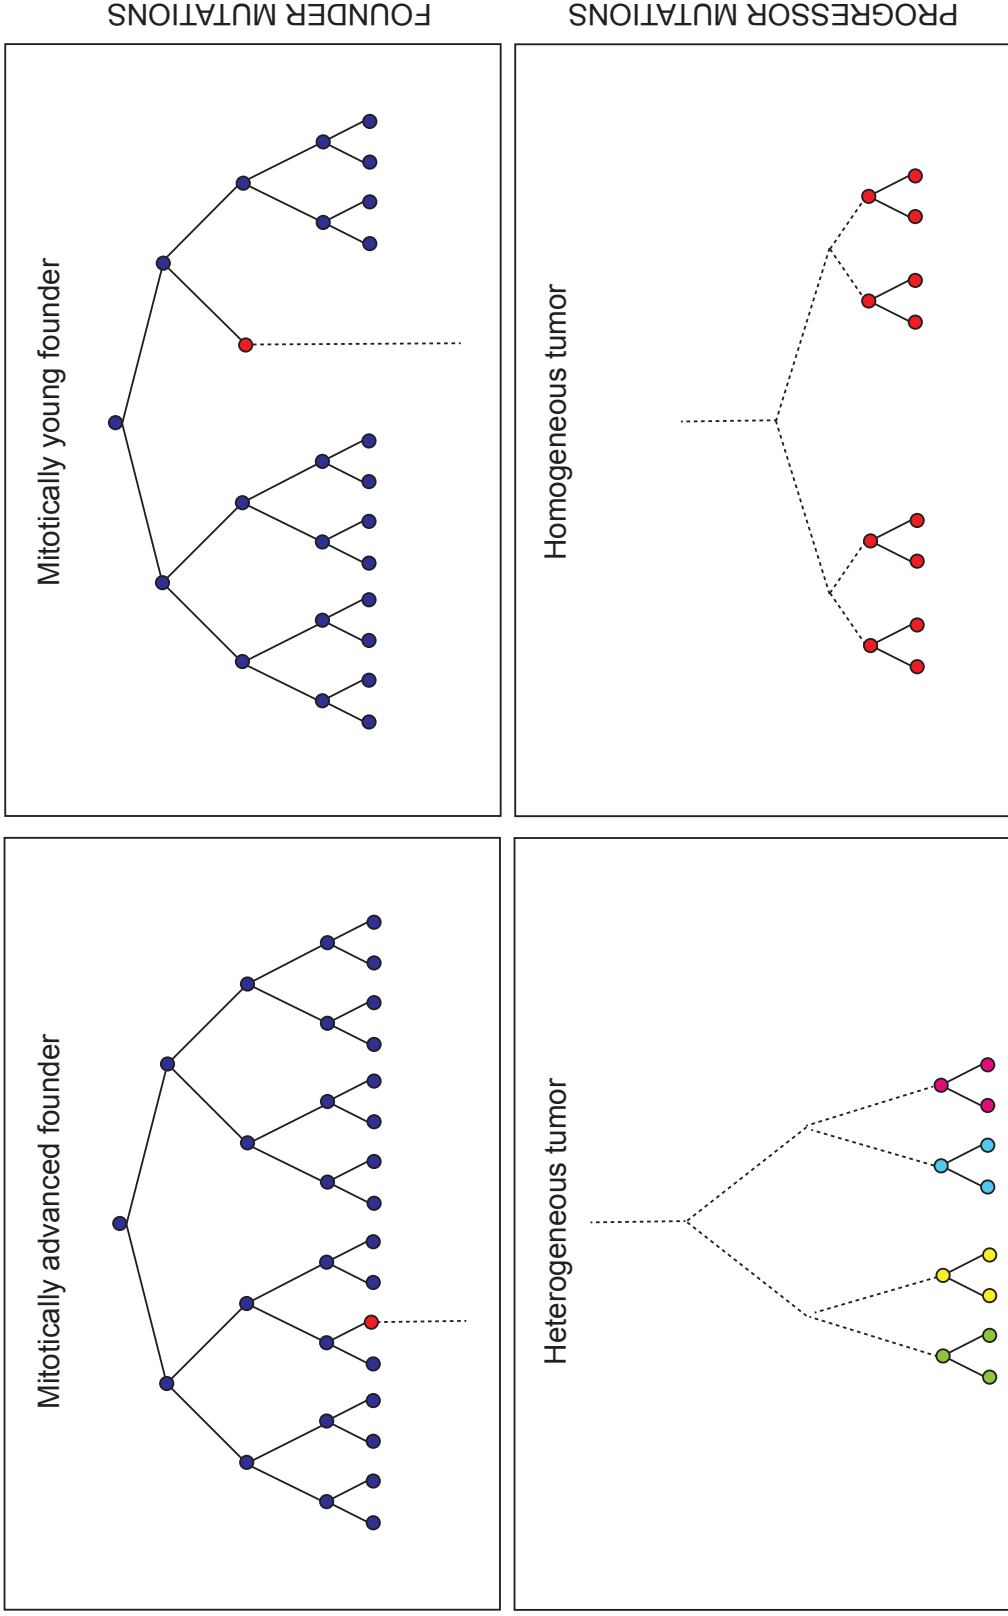 Mitotically advanced founder
Mitotically young founder
FOUNDER MUTATIONS
Heterogeneous tumor
Homogeneous tumor
PROGRESSOR MUTATIONS